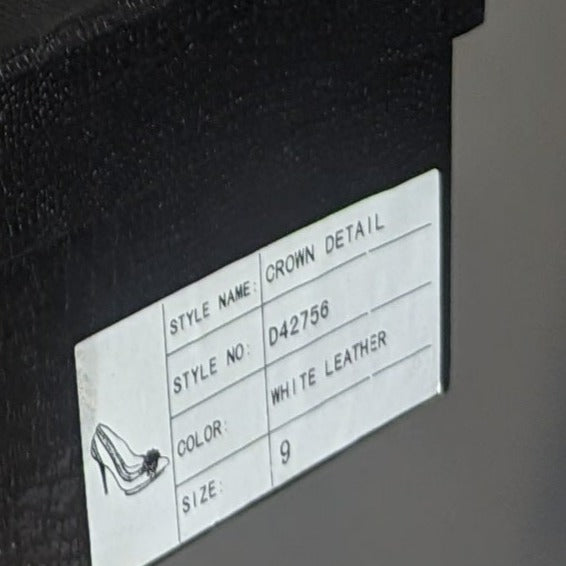 STYLE NAME: CROWN DETAIL
STYLE NO: D42756
COLOR: WHITE LEATHER
SIZE: 9